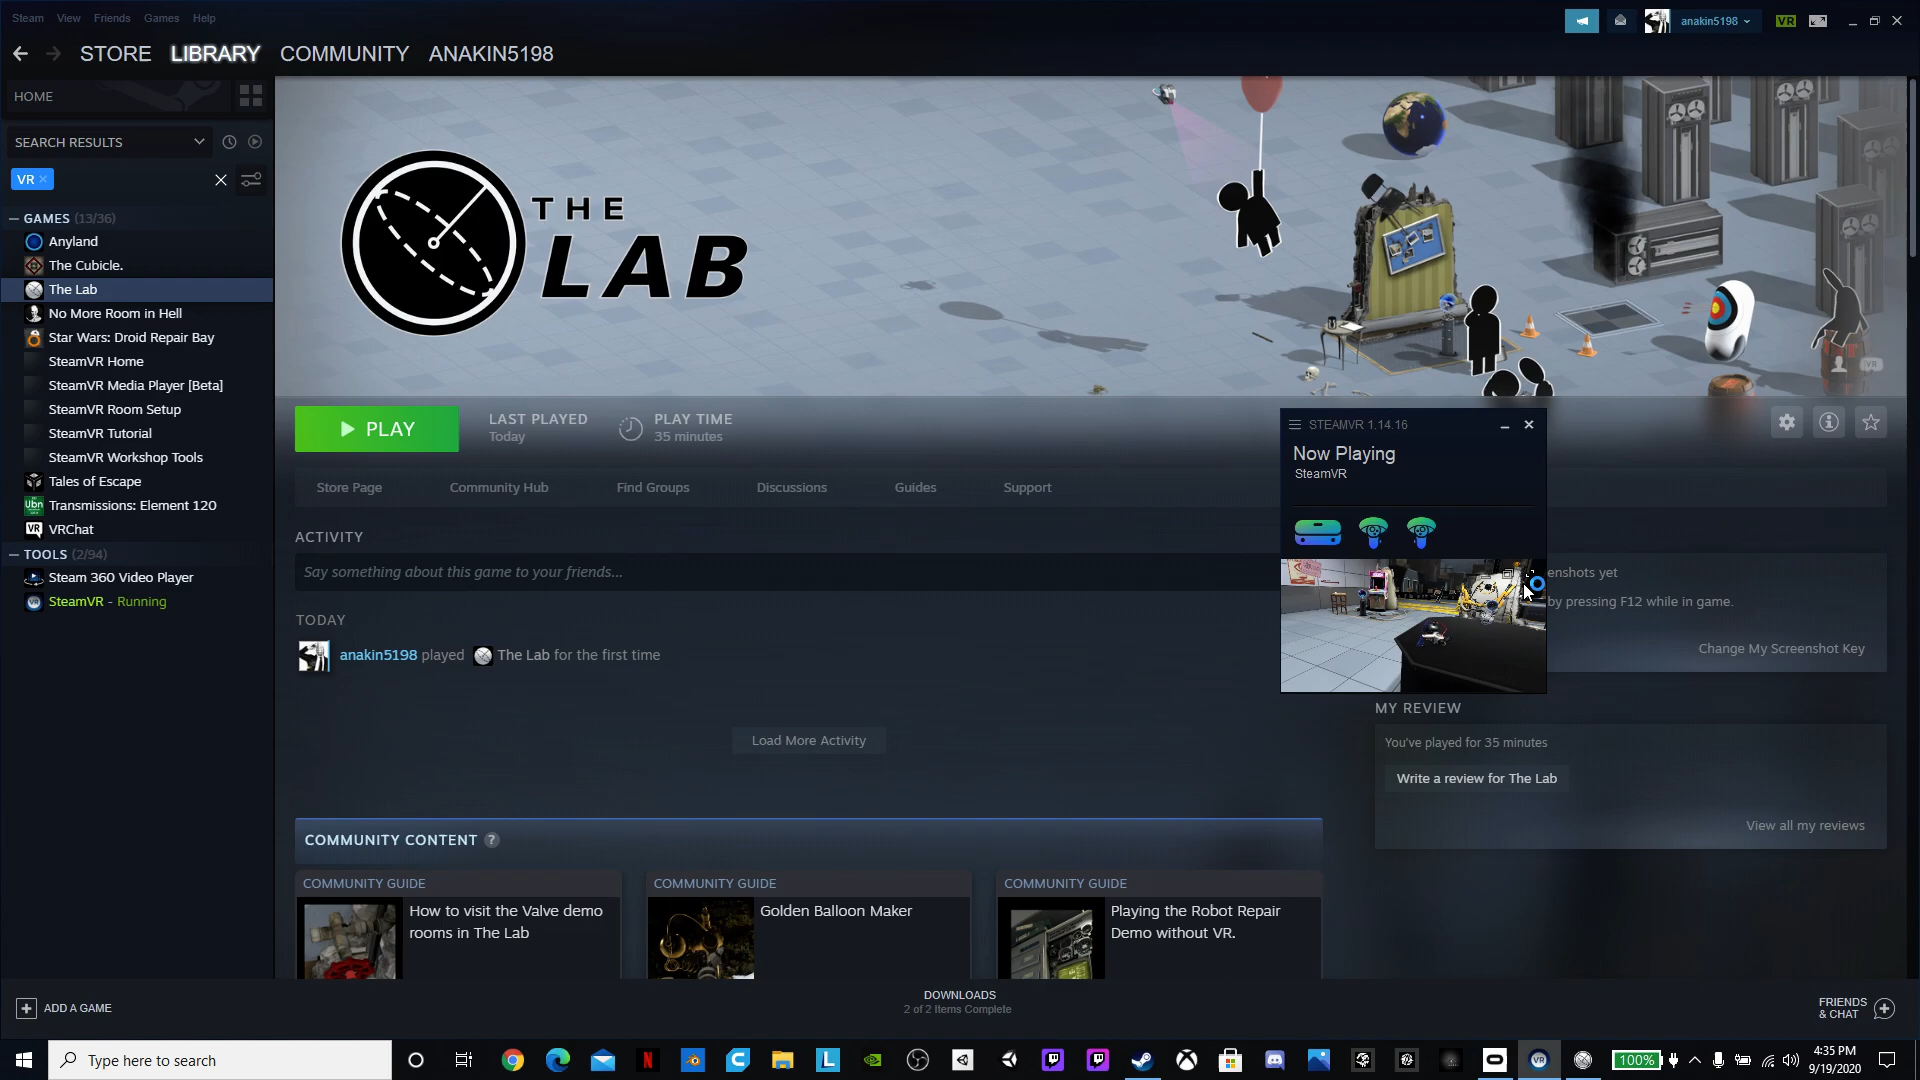 Steam View Friends Games Help
anakin5198
VR
STORE LIBRARY COMMUNITY ANAKIN5198
HOME
SEARCH RESULTS
VR
GAMES (13/36)
Anyland
The Cubicle.
The Lab
No More Room in Hell
Star Wars: Droid Repair Bay
SteamVR Home
SteamVR Media Player [Beta]
SteamVR Room Setup
SteamVR Tutorial
SteamVR Workshop Tools
Tales of Escape
Transmissions: Element 120
VRChat
TOOLS (2/94)
Steam 360 Video Player
SteamVR - Running
THE
LAB
PLAY
LAST PLAYED
Today
PLAY TIME
35 minutes
Store Page Community Hub Find Groups Discussions Guides Support
STEAMVR 1.14.16
Now Playing
SteamVR
ACTIVITY
Say something about this game to your friends...
TODAY
anakin5198 played The Lab for the first time
Load More Activity
enshots yet
by pressing F12 while in game.
Change My Screenshot Key
MY REVIEW
You've played for 35 minutes
Write a review for The Lab
View all my reviews
COMMUNITY CONTENT ?
COMMUNITY GUIDE
How to visit the Valve demo
rooms in The Lab
COMMUNITY GUIDE
Golden Balloon Maker
COMMUNITY GUIDE
Playing the Robot Repair
Demo without VR.
ADD A GAME
DOWNLOADS
2 of 2 Items Complete
FRIENDS
& CHAT
Type here to search
100%
4:35 PM
9/19/2020